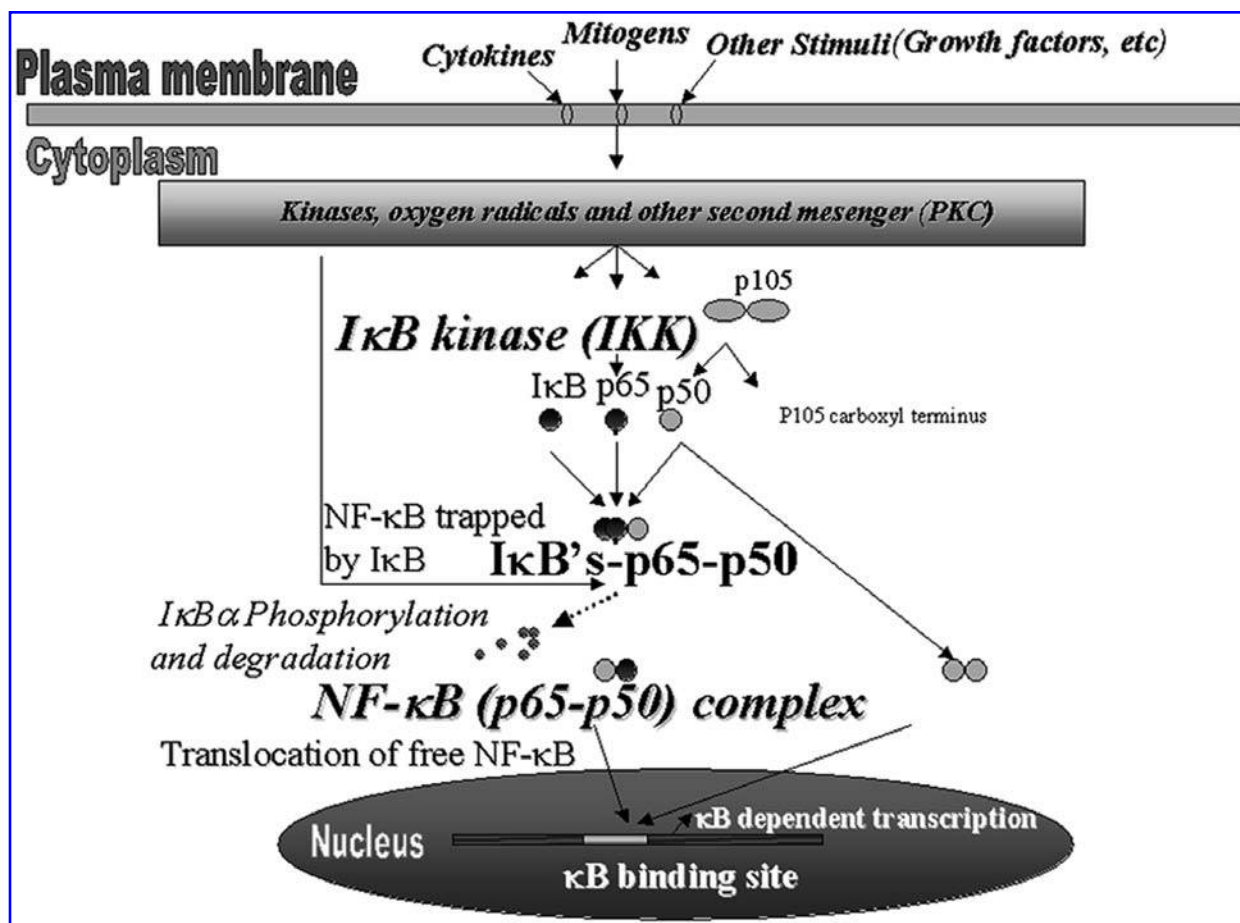 Mitogens
Cytokines
Other Stimuli(Growth factors, etc)
Plasma membrane
Cytoplasm
Kinases, oxygen radicals and other second mesenger (PKC)
p105
IκB kinase (IKK)
IκB p65 p50
P105 carboxyl terminus
NF-κB trapped
by IκB
IκB's-p65-p50
IκBα Phosphorylation
and degradation
NF-κB (p65-p50) complex
Translocation of free NF-κB
κB dependent transcription
Nucleus
κB binding site